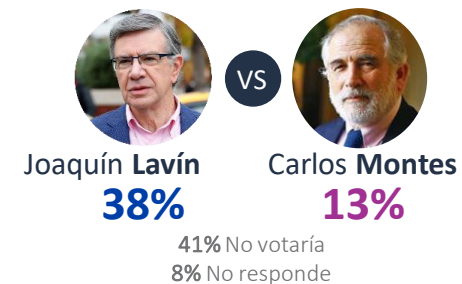 VS
Joaquín Lavín Carlos Montes
38% 13%
41% No votaría
8% No responde